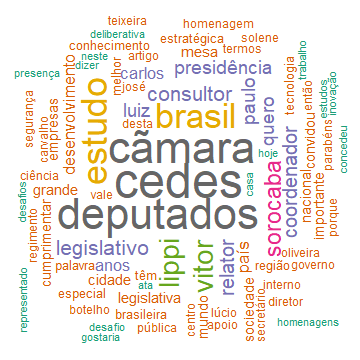 teixeira homenagem
deliberativa
conhecimento estratégica solene
neste artigo mesa termos
dizer
presença melhor carlos presidência
desenvolvimento josé consultor paulo quero tecnologia então trabalho
segurança carvalho empresas estudo luiz brasil estudos inovação
desta convidou parabéns concedeu
câmara hoje
ciência cedes casa sorocaba coordenador nacional importante porque
desafios grande vale
regimento cumprimentar deputados
legislativo lippi vitor relator país oliveira
palavra anos têm região governo
representado cidade ata mundo sociedade secretário interno
especial legislativa centro lúcio diretor
botelho brasileira apoio
desafio pública homenagens
gostaria